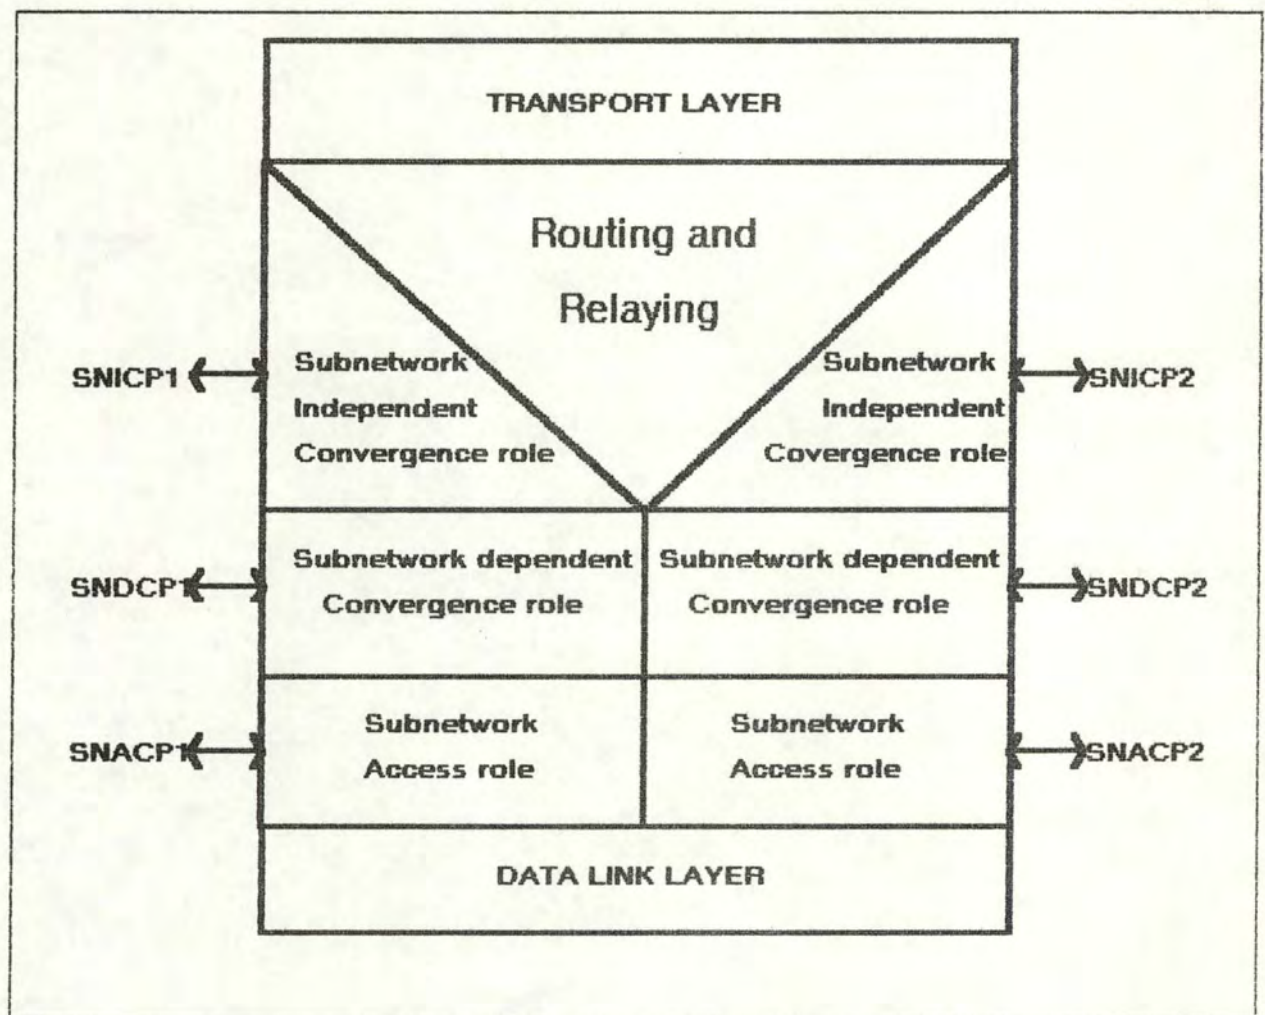 TRANSPORT LAYER
Routing and
Relaying
SNICP1
Subnetwork
Independent
Convergence role
Subnetwork
Independent
Covergence role
SNICP2
SNDCP1
Subnetwork dependent
Convergence role
Subnetwork dependent
Convergence role
SNDCP2
SNACP1
Subnetwork
Access role
Subnetwork
Access role
SNACP2
DATA LINK LAYER